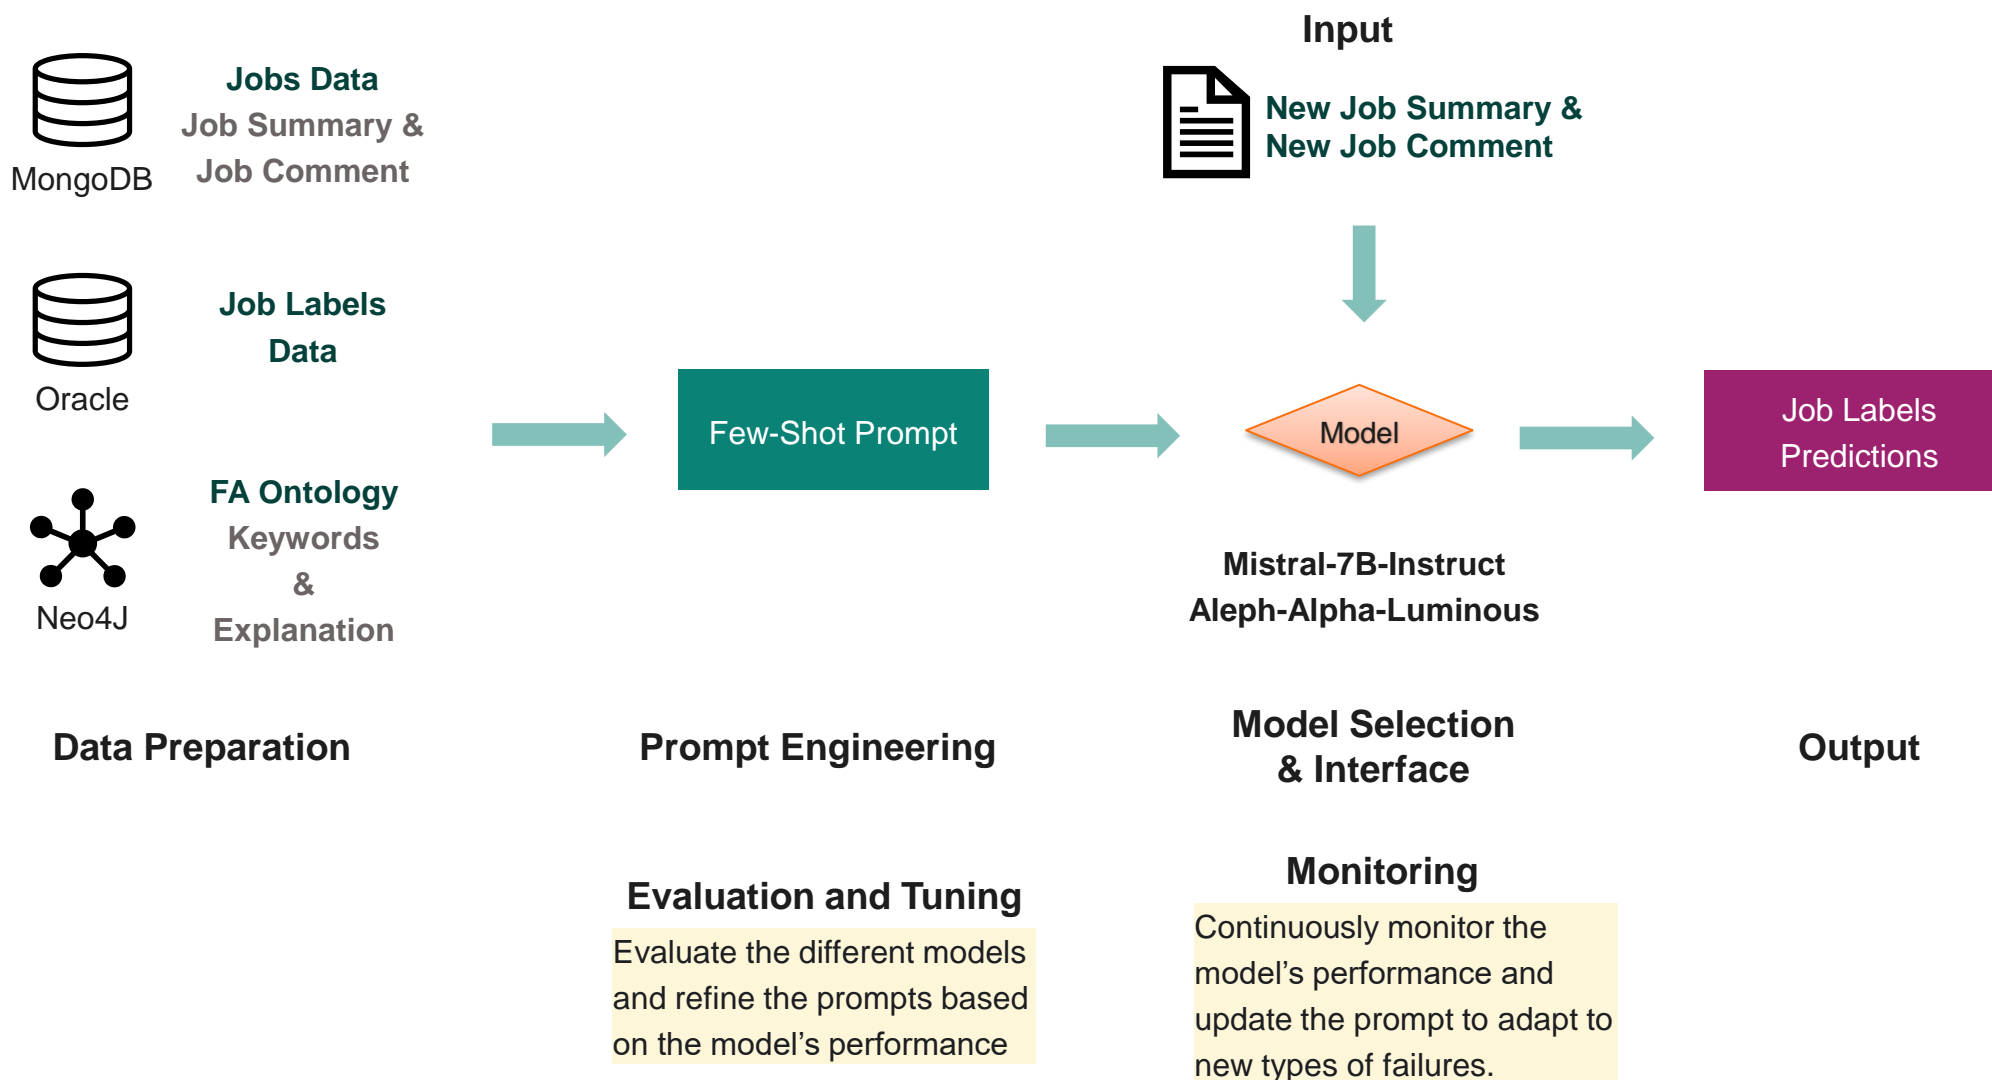 Input
Jobs Data
Job Summary &
Job Comment
MongoDB
New Job Summary &
New Job Comment
Job Labels
Data
Oracle
FA Ontology
Keywords
&
Explanation
Neo4J
Few-Shot Prompt
Model
Mistral-7B-Instruct
Aleph-Alpha-Luminous
Job Labels
Predictions
Data Preparation
Prompt Engineering
Model Selection
& Interface
Output
Evaluation and Tuning
Evaluate the different models
and refine the prompts based
on the model’s performance
Monitoring
Continuously monitor the
model’s performance and
update the prompt to adapt to
new types of failures.